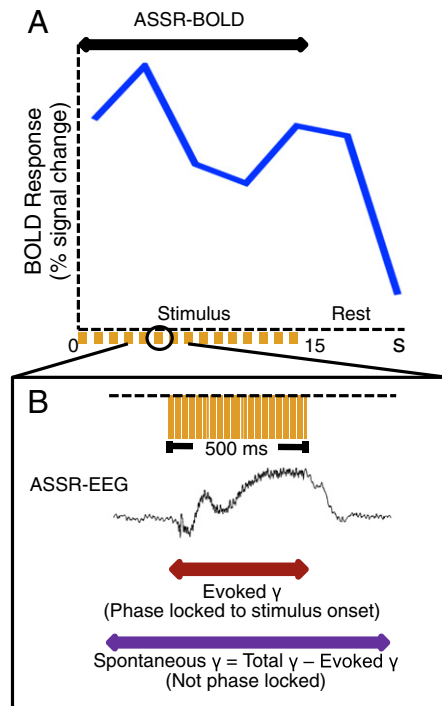 A
ASSR-BOLD
BOLD Response
(% signal change)
Stimulus
Rest
0
15
S
B
500 ms
ASSR-EEG
Evoked γ
(Phase locked to stimulus onset)
Spontaneous γ = Total γ – Evoked γ
(Not phase locked)